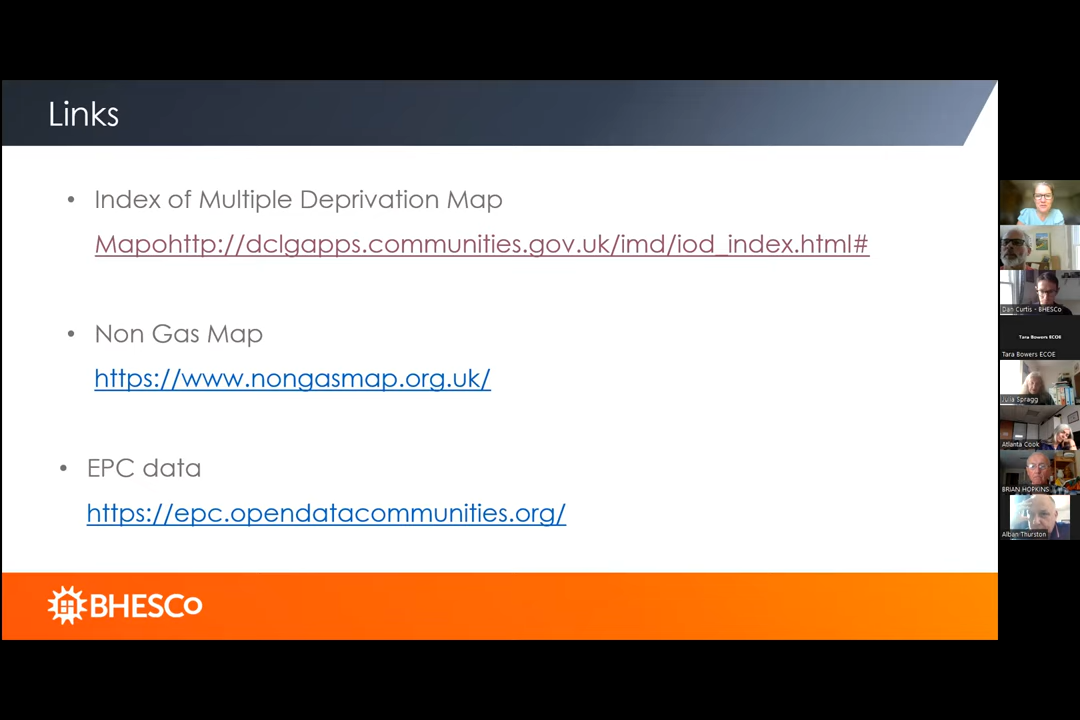 Links
• Index of Multiple Deprivation Map
Mapohttp://dclgapps.communities.gov.uk/imd/iod_index.html#
• Non Gas Map
https://www.nongasmap.org.uk/
• EPC data
https://epc.opendatacommunities.org/
BHESCo
Dan Curtis - BHESCo
Tara Bowers ECOE
Tara Bowers ECOE
Julia Spragg
Atlanta Cook
BRIAN HOPKINS
Alban Thurston